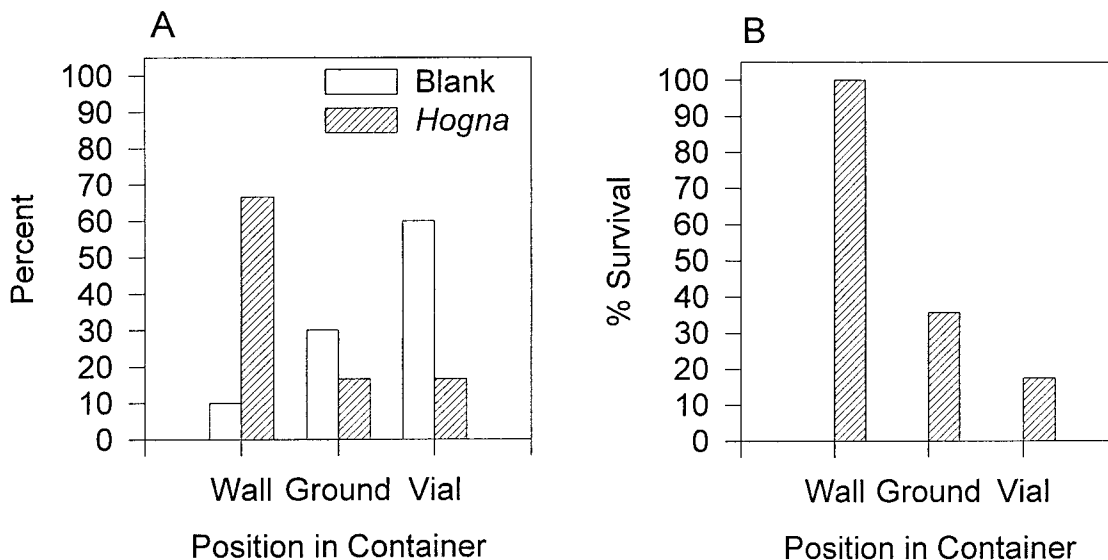 A
Percent
100
90
80
70
60
50
40
30
20
10
0
Blank
Hogna
Wall Ground Vial
Position in Container
B
% Survival
100
90
80
70
60
50
40
30
20
10
0
Wall Ground Vial
Position in Container